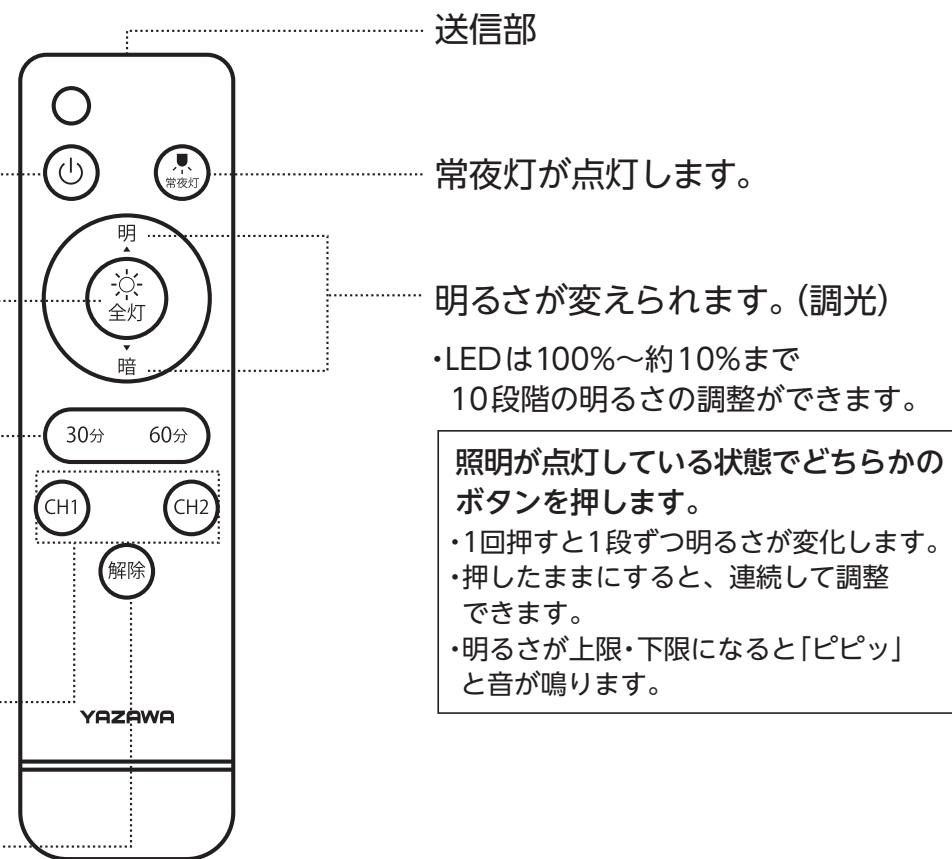 送信部
常夜灯
常夜灯が点灯します。
明
全灯
暗
明るさが変えられます。(調光)
・LEDは100%～約10%まで
10段階の明るさの調整ができます。
30分 60分
CH1 CH2
解除
YAZAWA
照明が点灯している状態でどちらかの
ボタンを押します。
・1回押すと1段ずつ明るさが変化します。
・押したままにすると、連続して調整
できます。
・明るさが上限・下限になると「ピピッ」
と音が鳴ります。